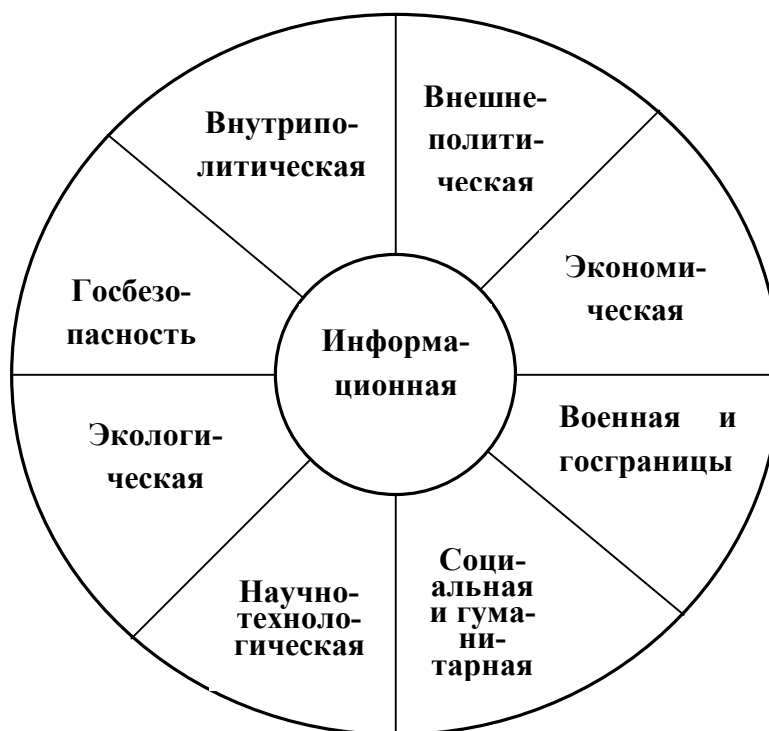 Внутрипо-
литическая
Внешне-
полити-
ческая
Экономи-
ческая
Госбезо-
пасность
Информа-
ционная
Военная и
госграницы
Экологи-
ческая
Социа-
альная
и гума-
ни-
тарная
Научно-
техноло-
гическая